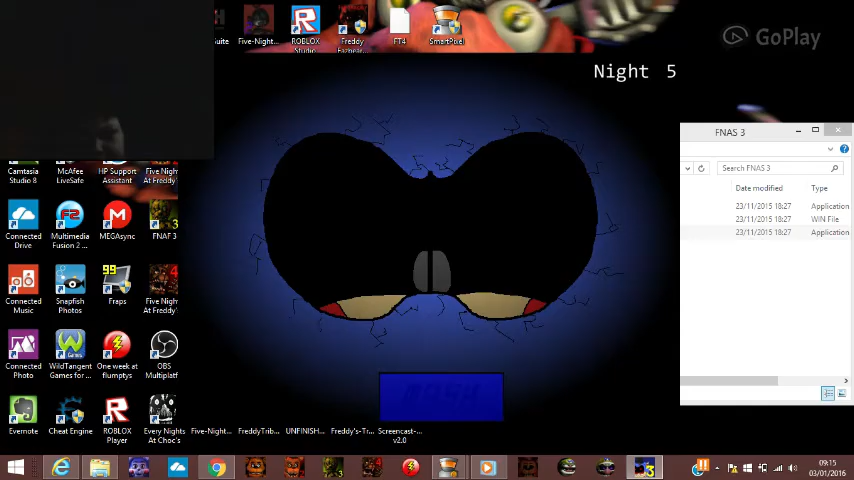 GoPlay
Suite
Five-Night...
ROBLOX Studio
Freddy Fazbear...
FT4
SmartPixel
Night 5
FNAS 3
Search FNAS 3
Date modified Type
23/11/2015 18:27 Application
23/11/2015 18:27 WIN File
23/11/2015 18:27 Application
Camtasia Studio 8
McAfee LiveSafe
HP Support Assistant
Five Night At Freddy'
Connected Drive
Multimedia Fusion 2 ...
MEGAsync
FNAF 3
Connected Music
Snapfish Photos
99
Fraps
Five Night At Freddy'
Connected Photo
WildTangent Games for ...
One week at flumptys
OBS Multiplatf
Evernote
Cheat Engine
ROBLOX Player
Every Nights At Choc's
Five-Night...
FreddyTrib...
UNFINISH...
Freddy's-Tr...
Screencast-... v2.0
09:15
03/01/2016